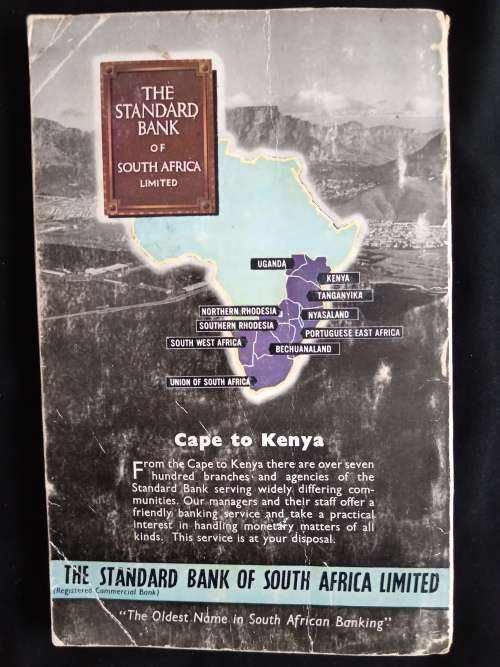 THE
STANDARD
BANK
OF
SOUTH AFRICA
LIMITED
UGANDA
KENYA
TANGANYIKA
NORTHERN RHODESIA
NYASALAND
SOUTHERN RHODESIA
PORTUGUESE EAST AFRICA
SOUTH WEST AFRICA
BECHUANALAND
UNION OF SOUTH AFRICA
Cape to Kenya
From the Cape to Kenya there are over seven
hundred branches and agencies of the
Standard Bank serving widely differing com-
munities. Our managers and their staff offer a
friendly banking service and take a practical
interest in handling monetary matters of all
kinds. This service is at your disposal.
THE STANDARD BANK OF SOUTH AFRICA LIMITED
(Registered Commercial Bank)
"The Oldest Name in South African Banking"